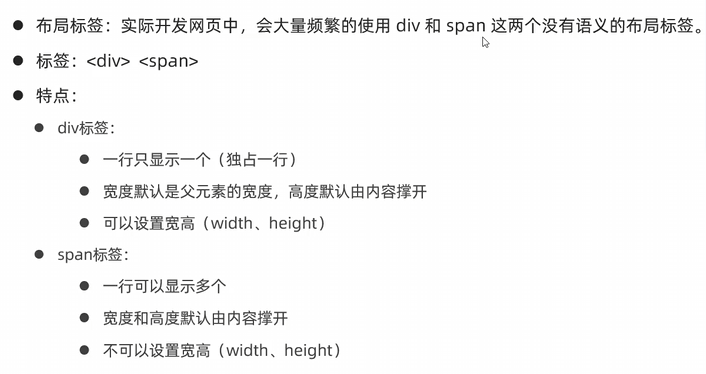 布局标签：实际开发网页中，会大量频繁的使用 div 和 span 这两个没有语义的布局标签。
标签：<div> <span>
特点：
div标签：
一行只显示一个（独占一行）
宽度默认是父元素的宽度，高度默认由内容撑开
可以设置宽高（width、height）
span标签：
一行可以显示多个
宽度和高度默认由内容撑开
不可以设置宽高（width、height）